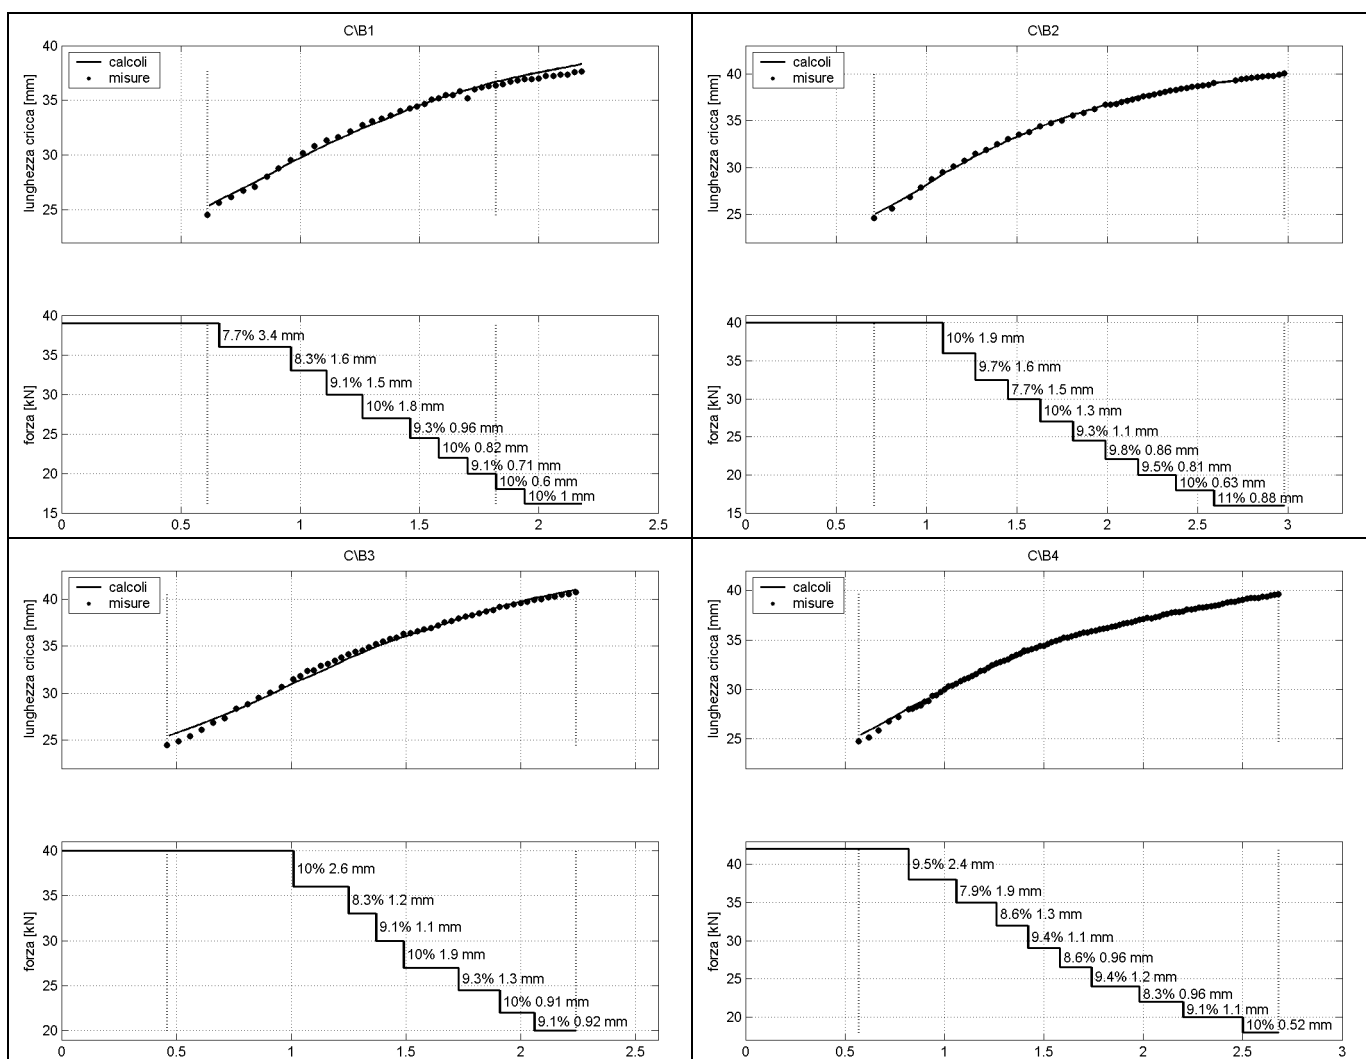 C\B1
40
35
30
25
lunghezza cricca [mm]
calcoli
misure
40
35
30
25
20
15
forza [kN]
7.7% 3.4 mm
8.3% 1.6 mm
9.1% 1.5 mm
10% 1.8 mm
9.3% 0.96 mm
10% 0.82 mm
9.1% 0.71 mm
10% 0.6 mm
10% 1 mm
0 0.5 1 1.5 2 2.5
C\B2
40
35
30
25
lunghezza cricca [mm]
calcoli
misure
40
35
30
25
20
15
forza [kN]
10% 1.9 mm
9.7% 1.6 mm
7.7% 1.5 mm
10% 1.3 mm
9.3% 1.1 mm
9.8% 0.86 mm
9.5% 0.81 mm
10% 0.63 mm
11% 0.88 mm
0 0.5 1 1.5 2 2.5 3
C\B3
40
35
30
25
lunghezza cricca [mm]
calcoli
misure
40
35
30
25
20
forza [kN]
10% 2.6 mm
8.3% 1.2 mm
9.1% 1.1 mm
10% 1.9 mm
9.3% 1.3 mm
10% 0.91 mm
9.1% 0.92 mm
0 0.5 1 1.5 2 2.5
C\B4
40
35
30
25
lunghezza cricca [mm]
calcoli
misure
40
35
30
25
20
forza [kN]
9.5% 2.4 mm
7.9% 1.9 mm
8.6% 1.3 mm
9.4% 1.1 mm
8.6% 0.96 mm
9.4% 1.2 mm
8.3% 0.96 mm
9.1% 1.1 mm
10% 0.52 mm
0 0.5 1 1.5 2 2.5 3